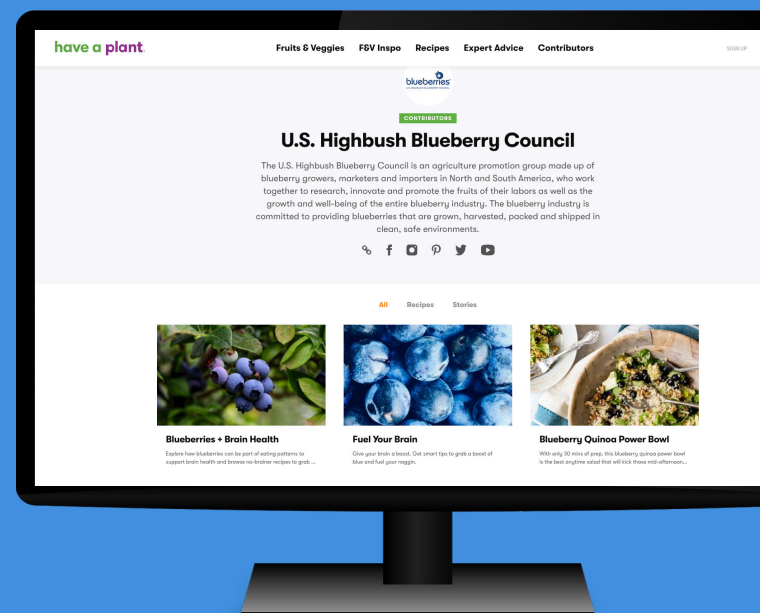 have a plant.
Fruits & Veggies F&V Inspo Recipes Expert Advice Contributors
SIGN UP
blueberries
U.S. HIGHBUSH BLUEBERRY COUNCIL
CONTRIBUTORS
U.S. Highbush Blueberry Council
The U.S. Highbush Blueberry Council is an agriculture promotion group made up of
blueberry growers, marketers and importers in North and South America, who work
together to research, innovate and promote the fruits of their labors as well as the
growth and well-being of the entire blueberry industry. The blueberry industry is
committed to providing blueberries that are grown, harvested, packed and shipped in
clean, safe environments.
All Recipes Stories
Blueberries + Brain Health
Explore how blueberries can be part of eating patterns to
support brain health and browse no-brainer recipes to grab ...
Fuel Your Brain
Give your brain a boost. Get smart tips to grab a boost of
blue and fuel your noggin.
Blueberry Quinoa Power Bowl
With only 30 mins of prep, this blueberry quinoa power bowl
is the best anytime salad that will kick those mid-afternoon...